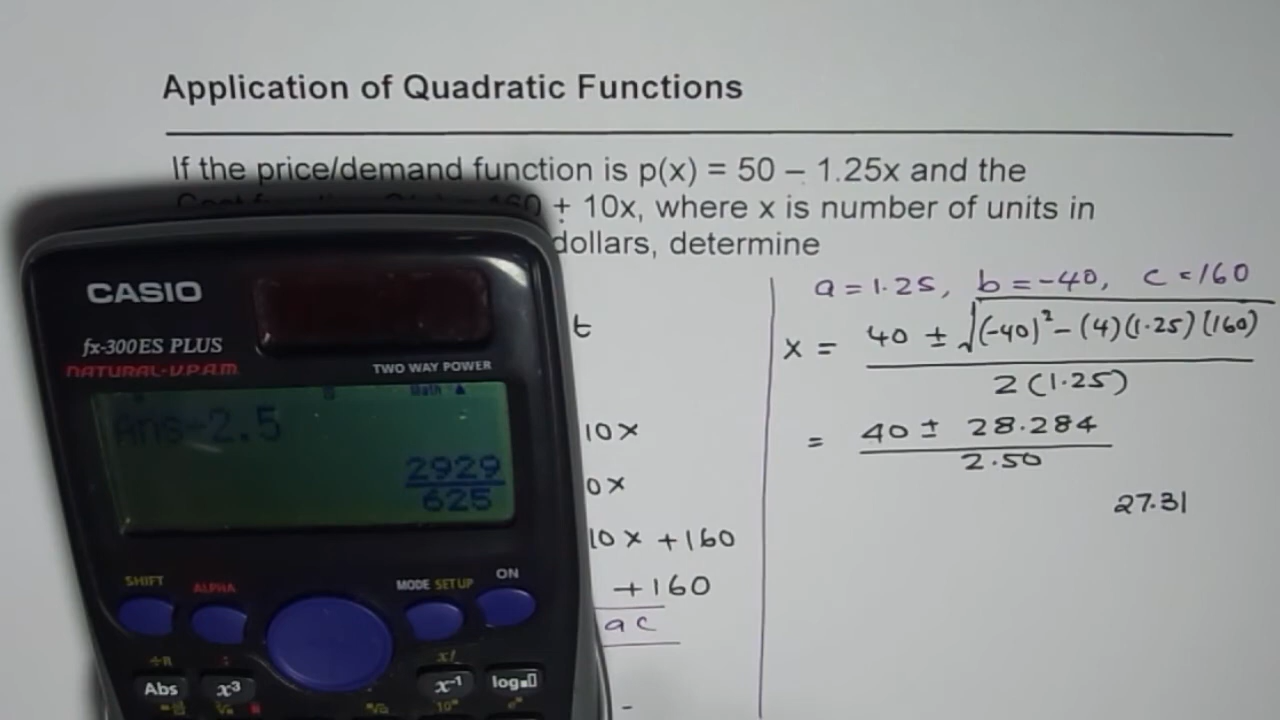 Application of Quadratic Functions
If the price/demand function is p(x) = 50 – 1.25x and the
+ 10x, where x is number of units in
dollars, determine
CASIO
fx-300ES PLUS
NATURAL-V.P.A.M.
TWO WAY POWER
Math ▲
Ans÷2.5
2929
625
SHIFT
ALPHA
MODE SETUP
ON
x!
Abs
x³
x⁻¹
log
t
10x
0x
10x +160
+160
ac
a = 1.25, b = -40, c = 160
x = 40 ± √(-40)² - (4)(1.25)(160)
2(1.25)
= 40 ± 28.284
2.50
27.31